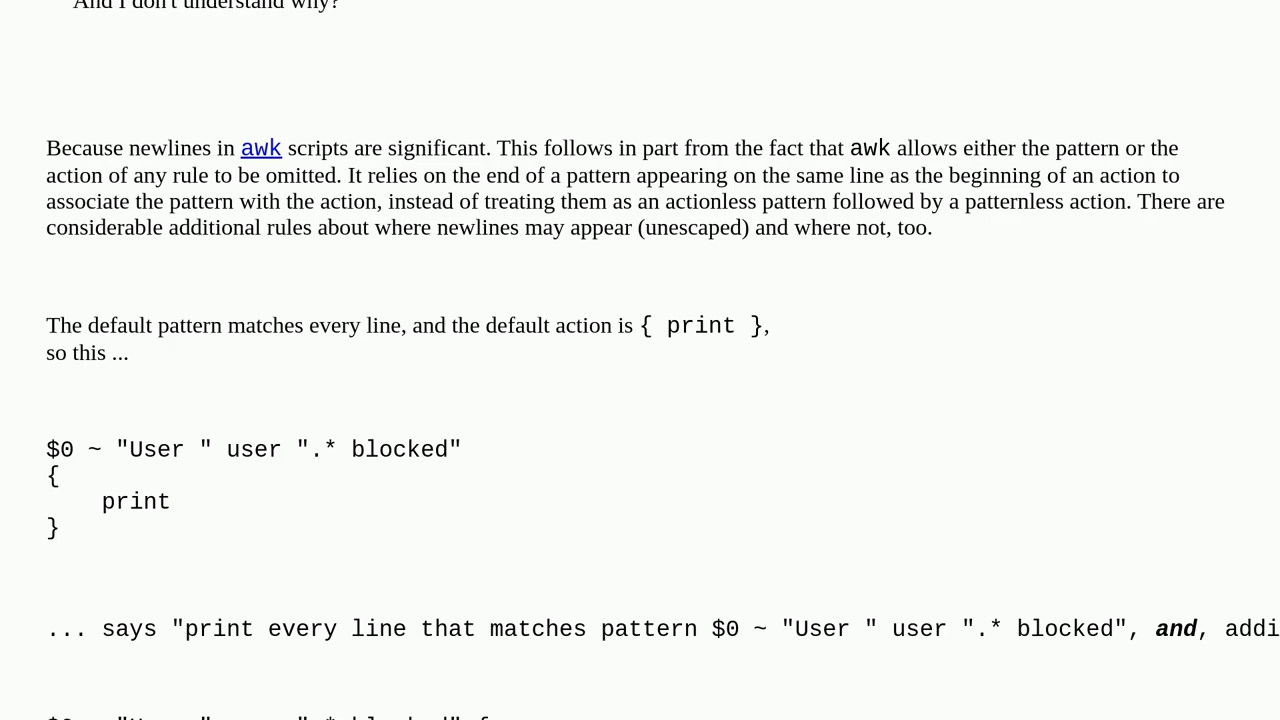 And I don't understand why?
Because newlines in awk scripts are significant. This follows in part from the fact that awk allows either the pattern or the
action of any rule to be omitted. It relies on the end of a pattern appearing on the same line as the beginning of an action to
associate the pattern with the action, instead of treating them as an actionless pattern followed by a patternless action. There are
considerable additional rules about where newlines may appear (unescaped) and where not, too.
The default pattern matches every line, and the default action is { print },
so this ...
$0 ~ "User " user ".* blocked"
{
    print
}
... says "print every line that matches pattern $0 ~ "User " user ".* blocked", and, addi